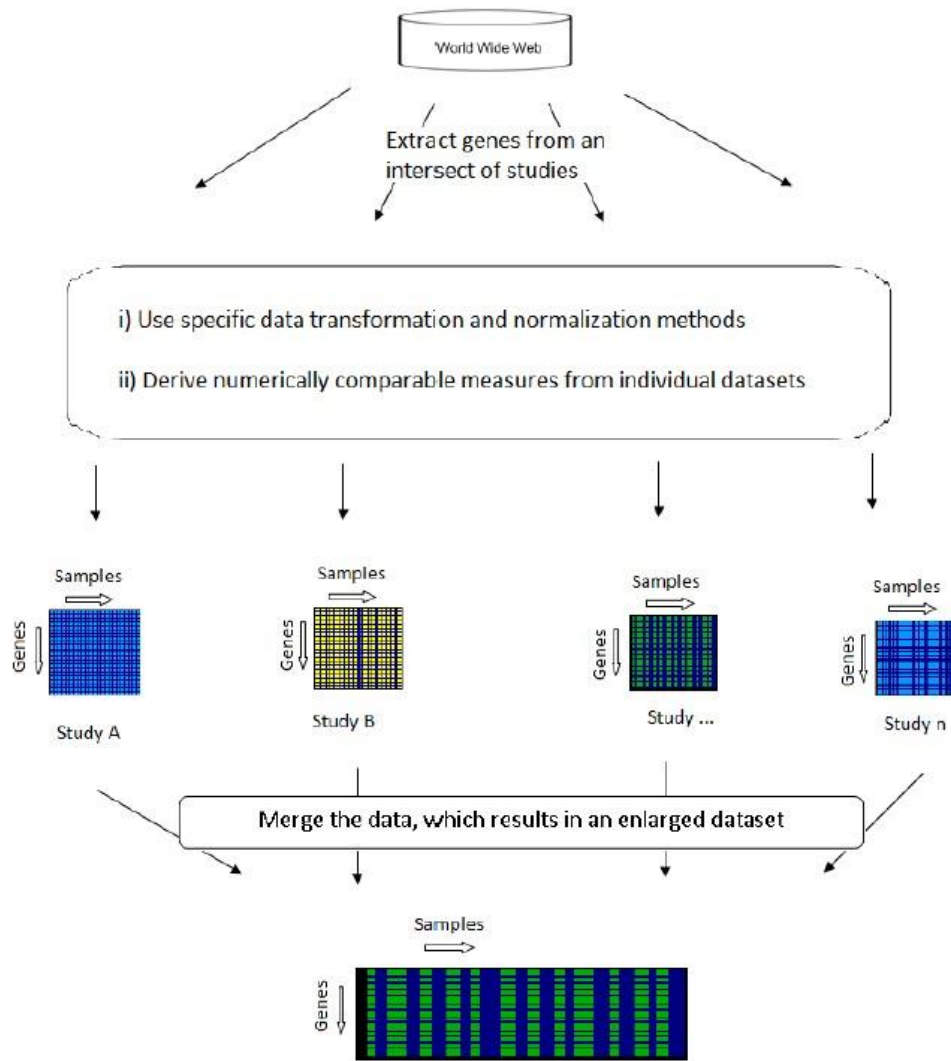 'World Wide Web
Extract genes from an
intersect of studies
i) Use specific data transformation and normalization methods
ii) Derive numerically comparable measures from individual datasets
Samples
Genes
Study A
Samples
Genes
Study B
Samples
Genes
Study ...
Samples
Genes
Study n
Merge the data, which results in an enlarged dataset
Samples
Genes